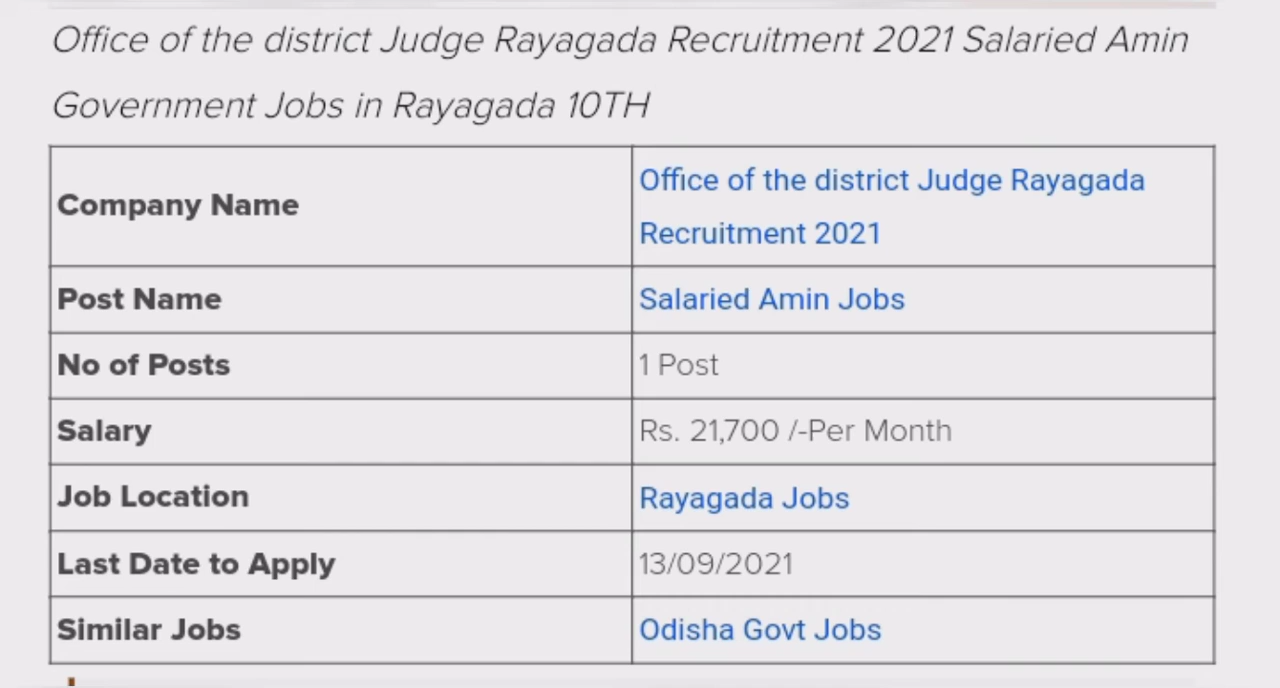 Office of the district Judge Rayagada Recruitment 2021 Salaried Amin
Government Jobs in Rayagada 10TH
Company Name
Office of the district Judge Rayagada
Recruitment 2021
Post Name
Salaried Amin Jobs
No of Posts
1 Post
Salary
Rs. 21,700 /-Per Month
Job Location
Rayagada Jobs
Last Date to Apply
13/09/2021
Similar Jobs
Odisha Govt Jobs